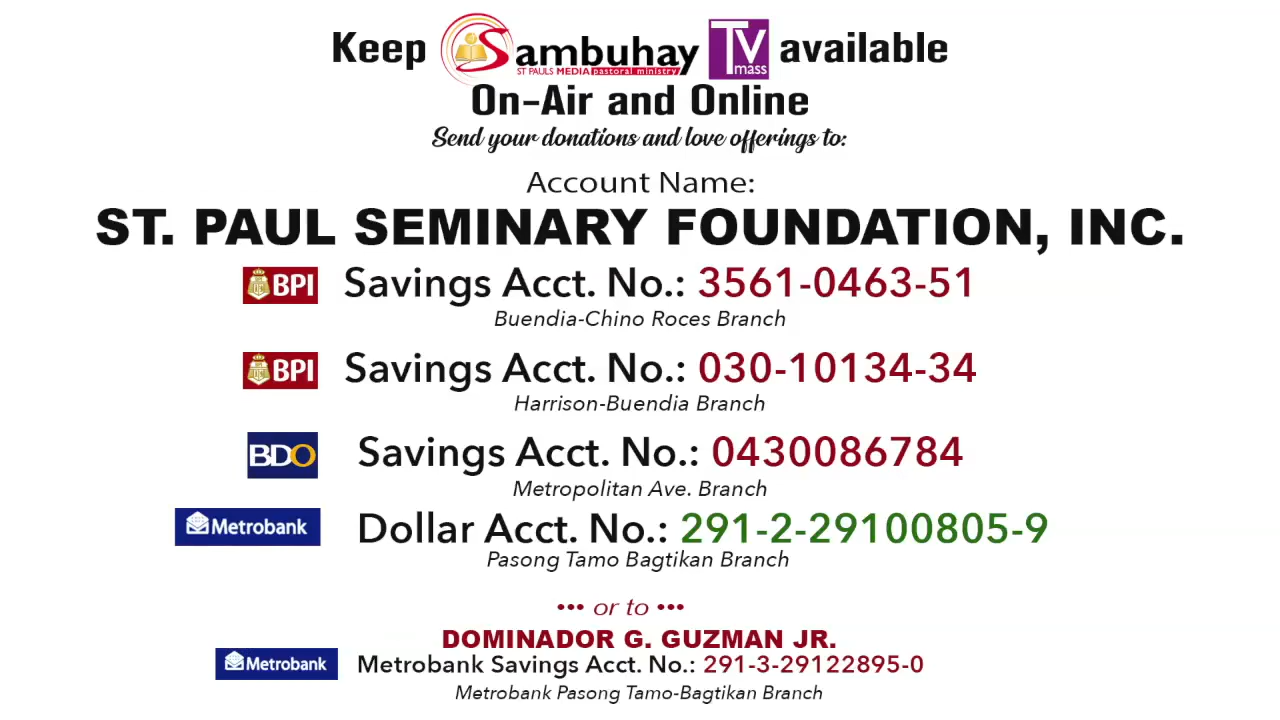 Keep Sambuhay TV mass available
ST PAULS MEDIA pastoral ministry
On-Air and Online
Send your donations and love offerings to:
Account Name:
ST. PAUL SEMINARY FOUNDATION, INC.
BPI Savings Acct. No.: 3561-0463-51
Buendia-Chino Roces Branch
BPI Savings Acct. No.: 030-10134-34
Harrison-Buendia Branch
BDO Savings Acct. No.: 0430086784
Metropolitan Ave. Branch
Metrobank Dollar Acct. No.: 291-2-29100805-9
Pasong Tamo Bagtikan Branch
••• or to •••
DOMINADOR G. GUZMAN JR.
Metrobank Metrobank Savings Acct. No.: 291-3-29122895-0
Metrobank Pasong Tamo-Bagtikan Branch